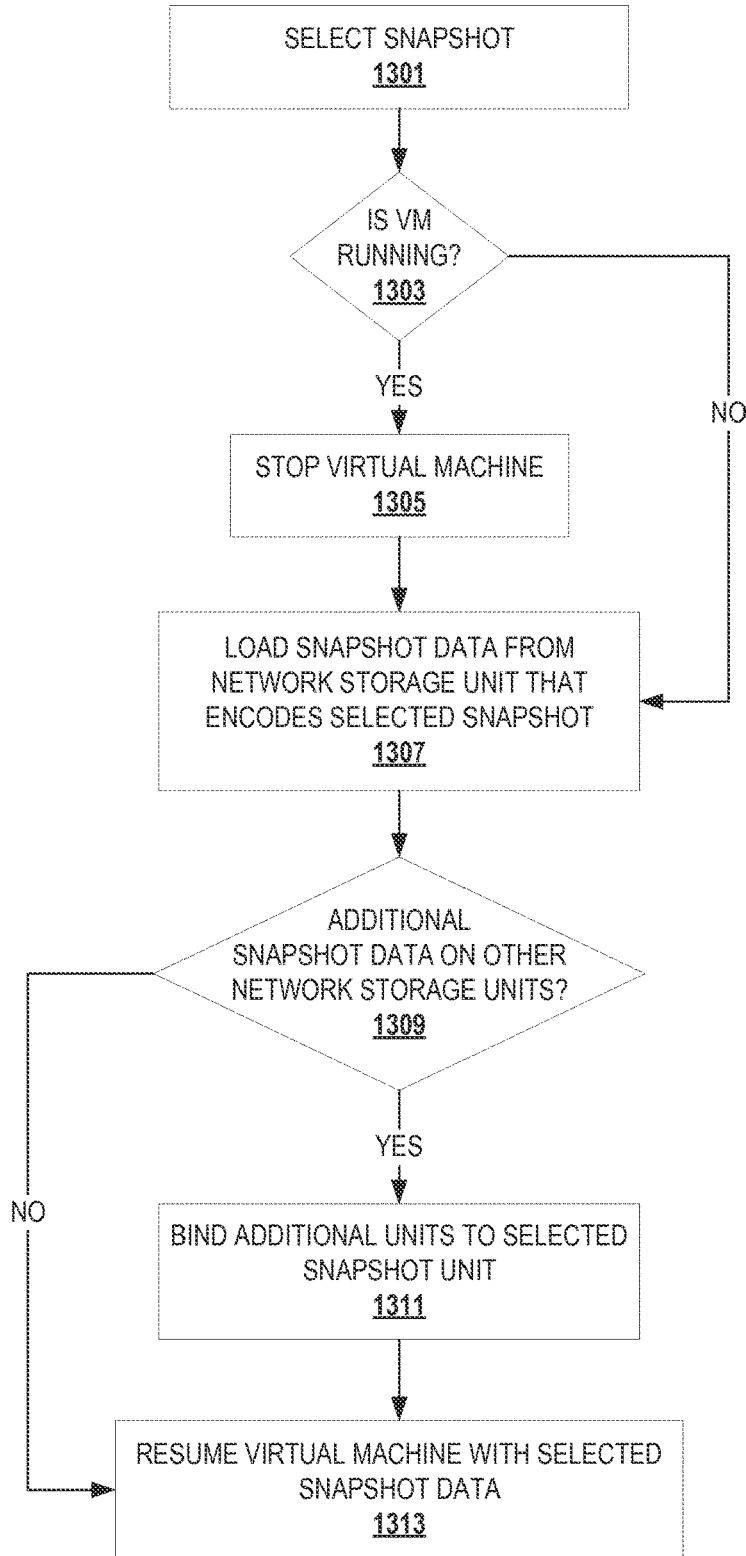 SELECT SNAPSHOT
1301
IS VM
RUNNING?
1303
YES
NO
STOP VIRTUAL MACHINE
1305
LOAD SNAPSHOT DATA FROM
NETWORK STORAGE UNIT THAT
ENCODES SELECTED SNAPSHOT
1307
ADDITIONAL
SNAPSHOT DATA ON OTHER
NETWORK STORAGE UNITS?
1309
YES
NO
BIND ADDITIONAL UNITS TO SELECTED
SNAPSHOT UNIT
1311
RESUME VIRTUAL MACHINE WITH SELECTED
SNAPSHOT DATA
1313